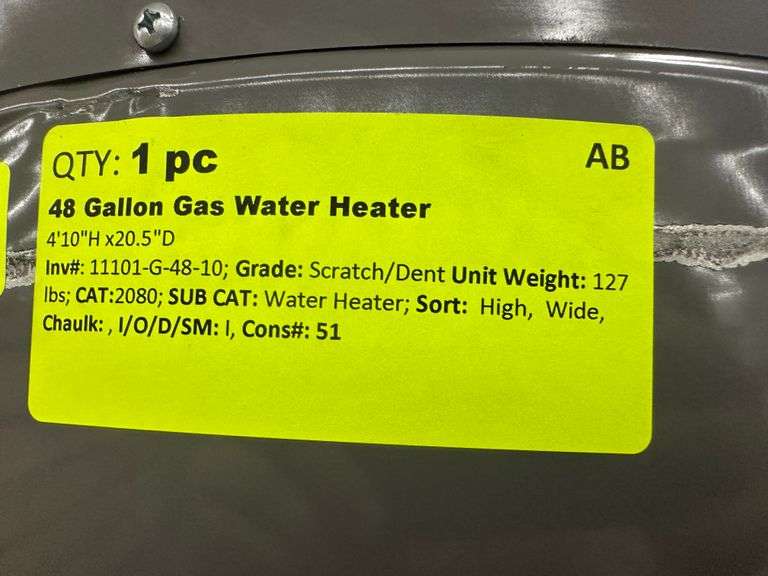 QTY: 1 pc AB
48 Gallon Gas Water Heater
4'10"H x20.5"D
Inv#: 11101-G-48-10; Grade: Scratch/Dent Unit Weight: 127
lbs; CAT:2080; SUB CAT: Water Heater; Sort: High, Wide,
Chaulk: , I/O/D/SM: I, Cons#: 51